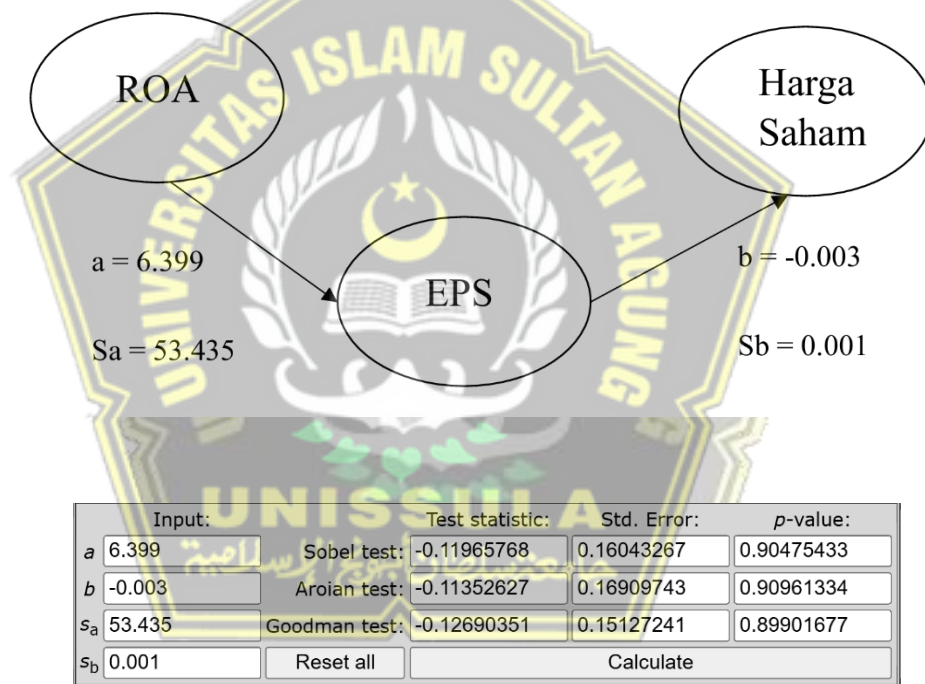 UNIVERSITAS ISLAM SULTAN AGUNG
ROA
Harga
Saham
a = 6.399
b = -0.003
EPS
Sa = 53.435
Sb = 0.001
UNISSULA
Input: Test statistic: Std. Error: p-value:
a 6.399 Sobel test: -0.11965768 0.16043267 0.90475433
b -0.003 Aroian test: -0.11352627 0.16909743 0.90961334
sa 53.435 Goodman test: -0.12690351 0.15127241 0.89901677
sb 0.001 Reset all Calculate